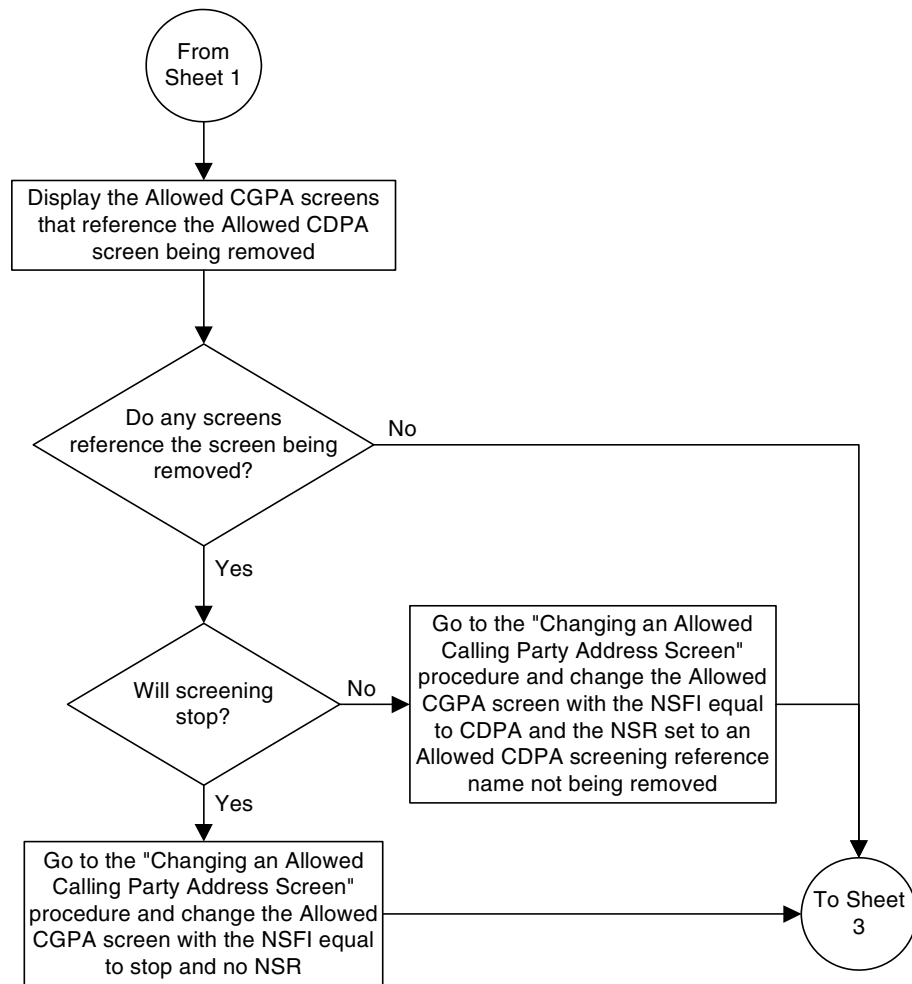 From
Sheet 1
Display the Allowed CGPA screens
that reference the Allowed CDPA
screen being removed
Do any screens
reference the screen being
removed?
No
Yes
Will screening
stop?
No
Go to the "Changing an Allowed
Calling Party Address Screen"
procedure and change the Allowed
CGPA screen with the NSFI equal
to CDPA and the NSR set to an
Allowed CDPA screening reference
name not being removed
Yes
Go to the "Changing an Allowed
Calling Party Address Screen"
procedure and change the Allowed
CGPA screen with the NSFI equal
to stop and no NSR
To Sheet
3